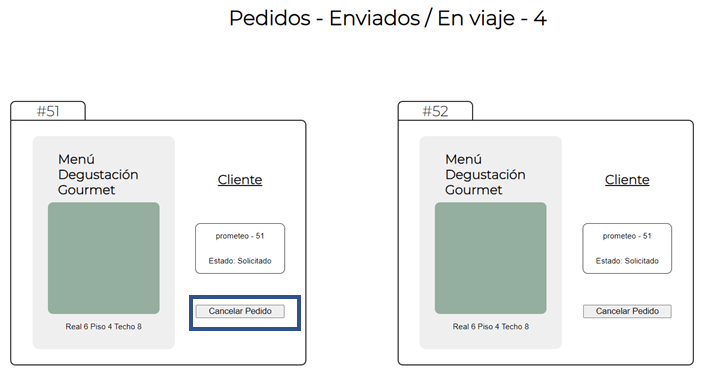 Pedidos - Enviados / En viaje - 4
#51
Menú
Degustación
Gourmet
Real 6 Piso 4 Techo 8
Cliente
prometeo - 51
Estado: Solicitado
Cancelar Pedido
#52
Menú
Degustación
Gourmet
Real 6 Piso 4 Techo 8
Cliente
prometeo - 51
Estado: Solicitado
Cancelar Pedido